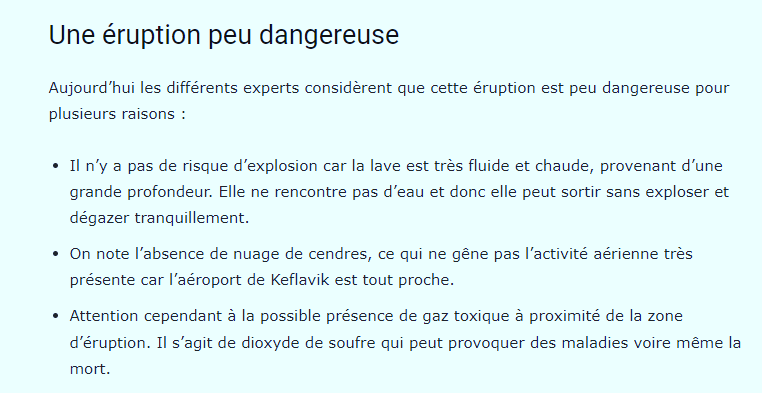 Une éruption peu dangereuse
Aujourd’hui les différents experts considèrent que cette éruption est peu dangereuse pour
plusieurs raisons :
• Il n’y a pas de risque d’explosion car la lave est très fluide et chaude, provenant d’une
grande profondeur. Elle ne rencontre pas d’eau et donc elle peut sortir sans exploser et
dégazer tranquillement.
• On note l’absence de nuage de cendres, ce qui ne gêne pas l’activité aérienne très
présente car l’aéroport de Keflavik est tout proche.
• Attention cependant à la possible présence de gaz toxique à proximité de la zone
d’éruption. Il s’agit de dioxyde de soufre qui peut provoquer des maladies voire même la
mort.